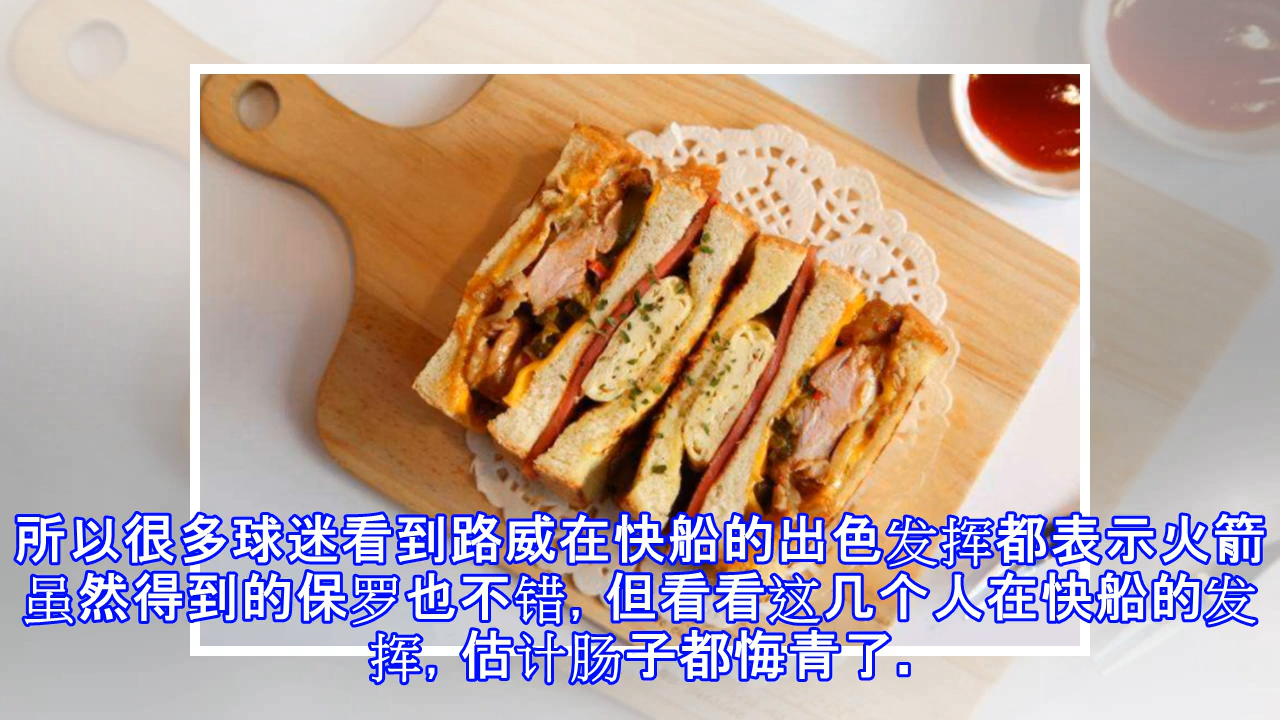 所以很多球迷看到路威在快船的出色发挥都表示火箭
虽然得到的保罗也不错, 但看看这几个人在快船的发
挥, 估计肠子都悔青了.